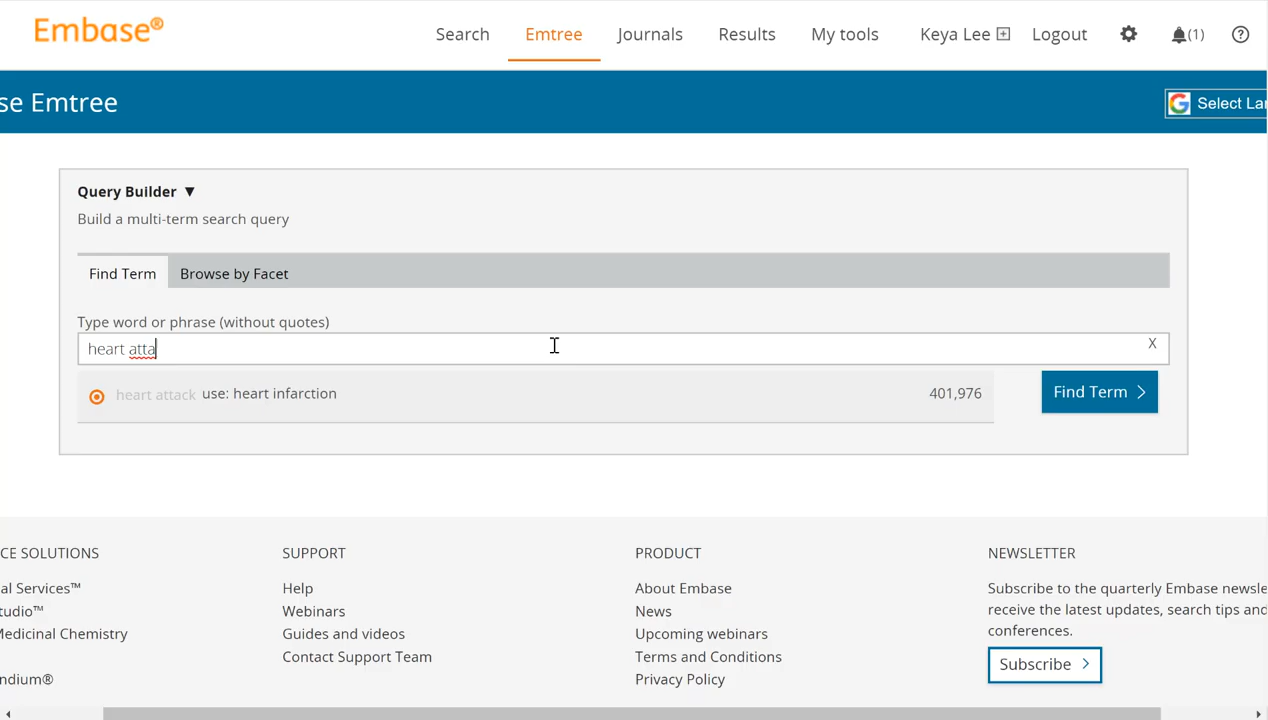 Embase®
Search Emtree Journals Results My tools Keya Lee Logout (1)
se Emtree
Select Lar
Query Builder ▼
Build a multi-term search query
Find Term Browse by Facet
Type word or phrase (without quotes)
heart atta X
heart attack use: heart infarction 401,976 Find Term
CE SOLUTIONS
al Services™
tudio™
Medicinal Chemistry
ndium®
SUPPORT
Help
Webinars
Guides and videos
Contact Support Team
PRODUCT
About Embase
News
Upcoming webinars
Terms and Conditions
Privacy Policy
NEWSLETTER
Subscribe to the quarterly Embase newsle
receive the latest updates, search tips and
conferences.
Subscribe